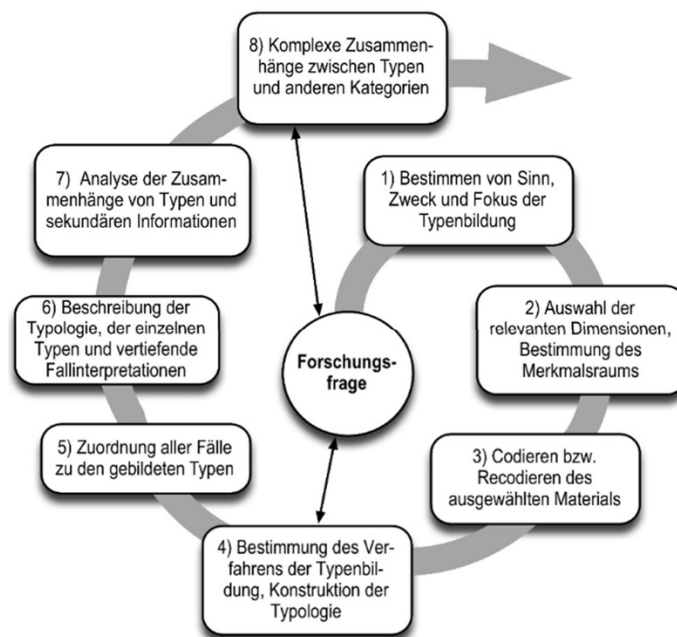 8) Komplexe Zusammen-
hänge zwischen Typen
und anderen Kategorien
7) Analyse der Zusam-
menhänge von Typen und
sekundären Informationen
1) Bestimmen von Sinn,
Zweck und Fokus der
Typenbildung
6) Beschreibung der
Typologie, der einzelnen
Typen und vertiefende
Fallinterpretationen
Forschungs-
frage
2) Auswahl der
relevanten Dimensionen,
Bestimmung des
Merkmalsraums
5) Zuordnung aller Fälle
zu den gebildeten Typen
3) Codieren bzw.
Recodieren des
ausgewählten Materials
4) Bestimmung des Ver-
fahrens der Typenbil-
dung, Konstruktion der
Typologie